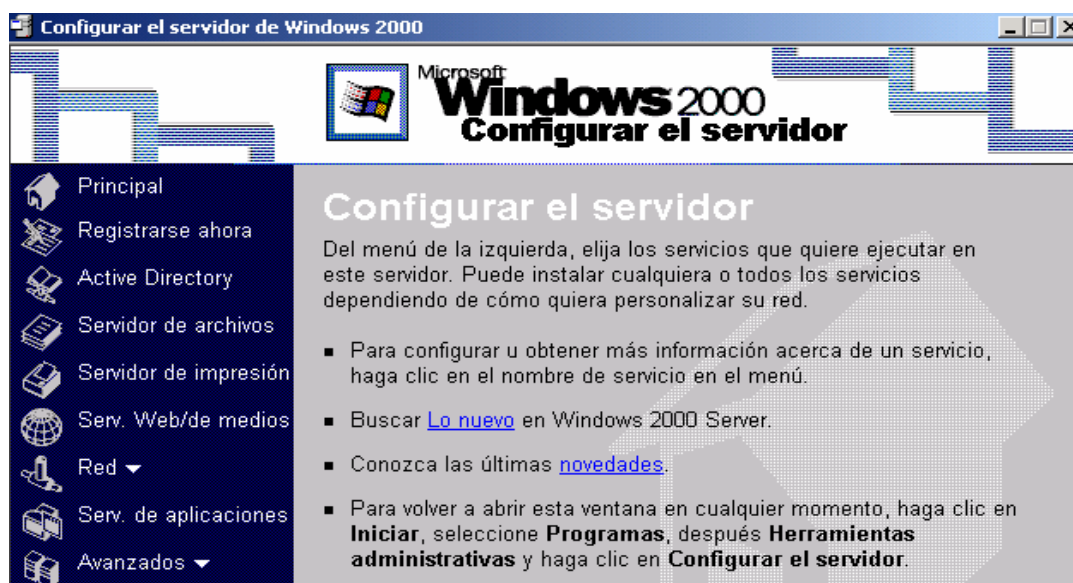 Configurar el servidor de Windows 2000
Microsoft
Windows 2000
Configurar el servidor
Principal
Registrarse ahora
Active Directory
Servidor de archivos
Servidor de impresión
Serv. Web/de medios
Red
Serv. de aplicaciones
Avanzados
Configurar el servidor
Del menú de la izquierda, elija los servicios que quiere ejecutar en
este servidor. Puede instalar cualquiera o todos los servicios
dependiendo de cómo quiera personalizar su red.
Para configurar u obtener más información acerca de un servicio,
haga clic en el nombre de servicio en el menú.
Buscar Lo nuevo en Windows 2000 Server.
Conozca las últimas novedades.
Para volver a abrir esta ventana en cualquier momento, haga clic en
Iniciar, seleccione Programas, después Herramientas
administrativas y haga clic en Configurar el servidor.